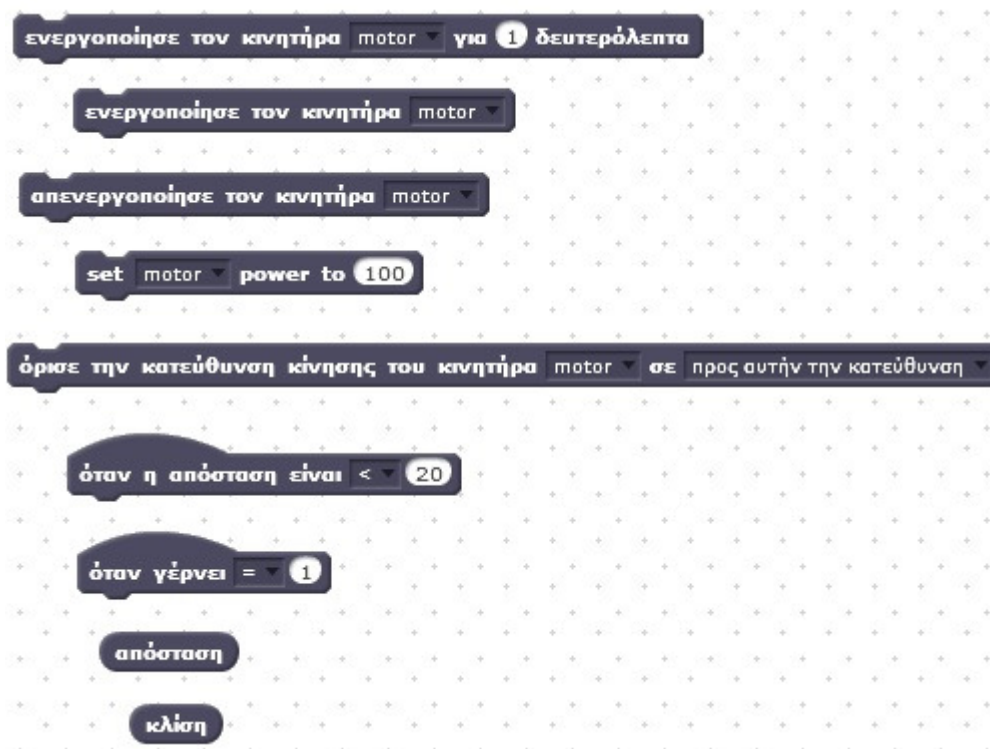 ενεργοποίησε τον κινητήρα motor για 1 δευτερόλεπτα
ενεργοποίησε τον κινητήρα motor
απενεργοποίησε τον κινητήρα motor
set motor power to 100
όρισε την κατεύθυνση κίνησης του κινητήρα motor σε προς αυτήν την κατεύθυνση
όταν η απόσταση είναι < 20
όταν γέρνει = 1
απόσταση
κλίση